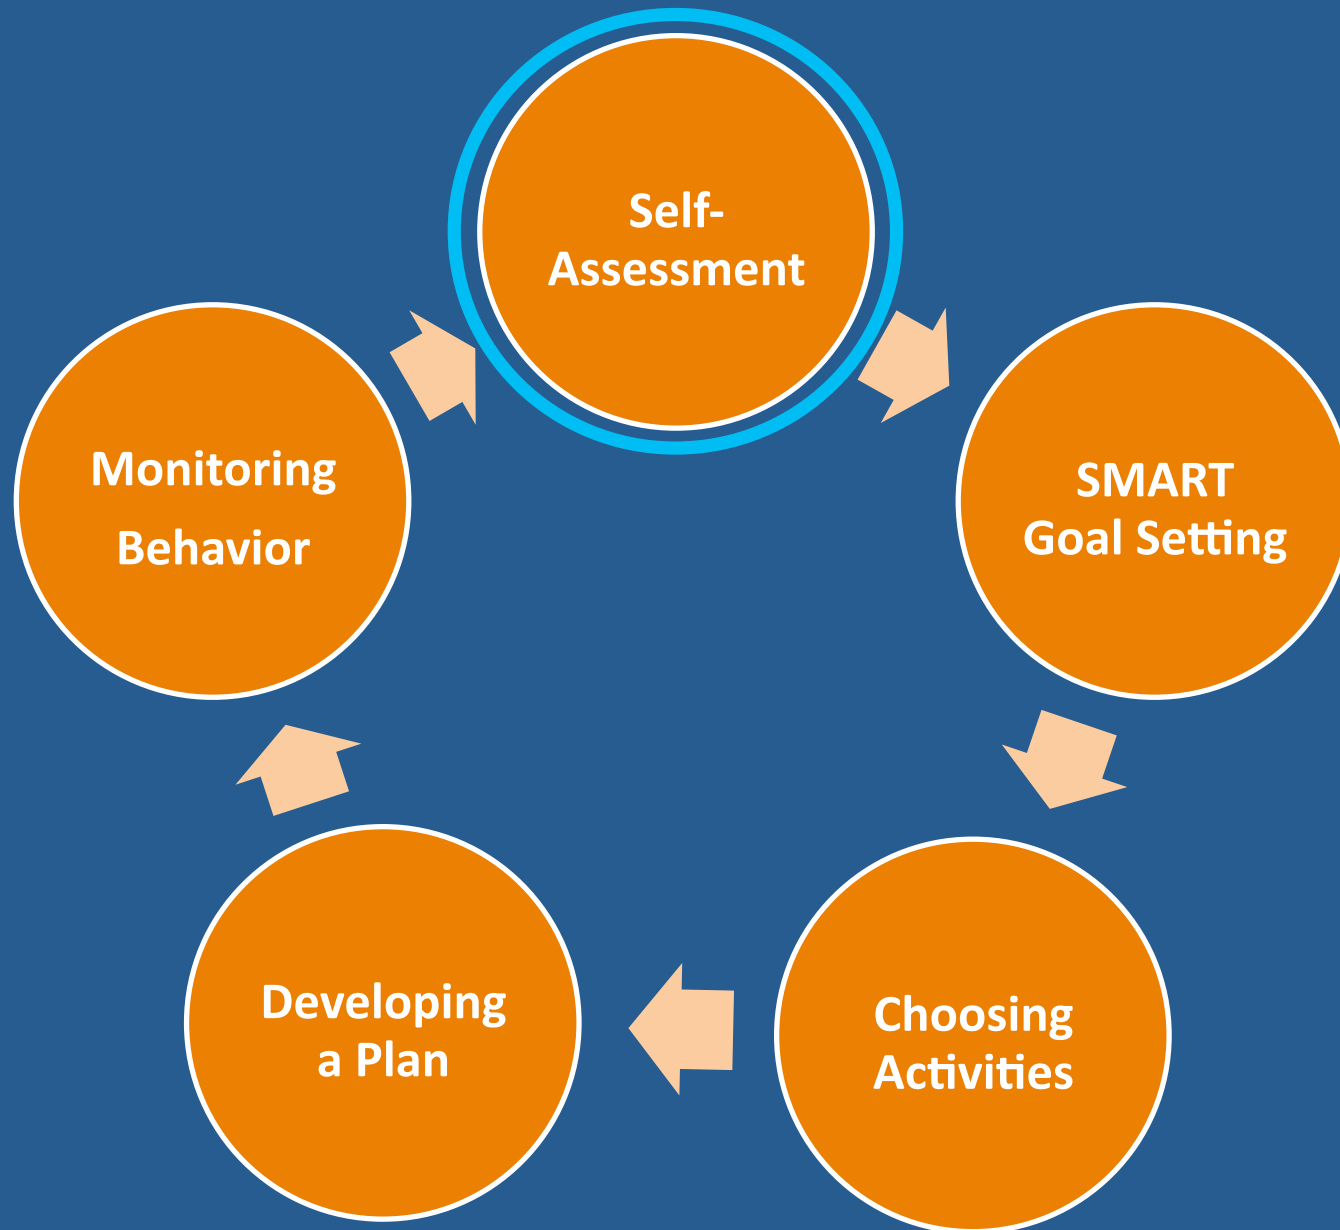 Self-
Assessment
SMART
Goal Setting
Choosing
Activities
Developing
a Plan
Monitoring
Behavior